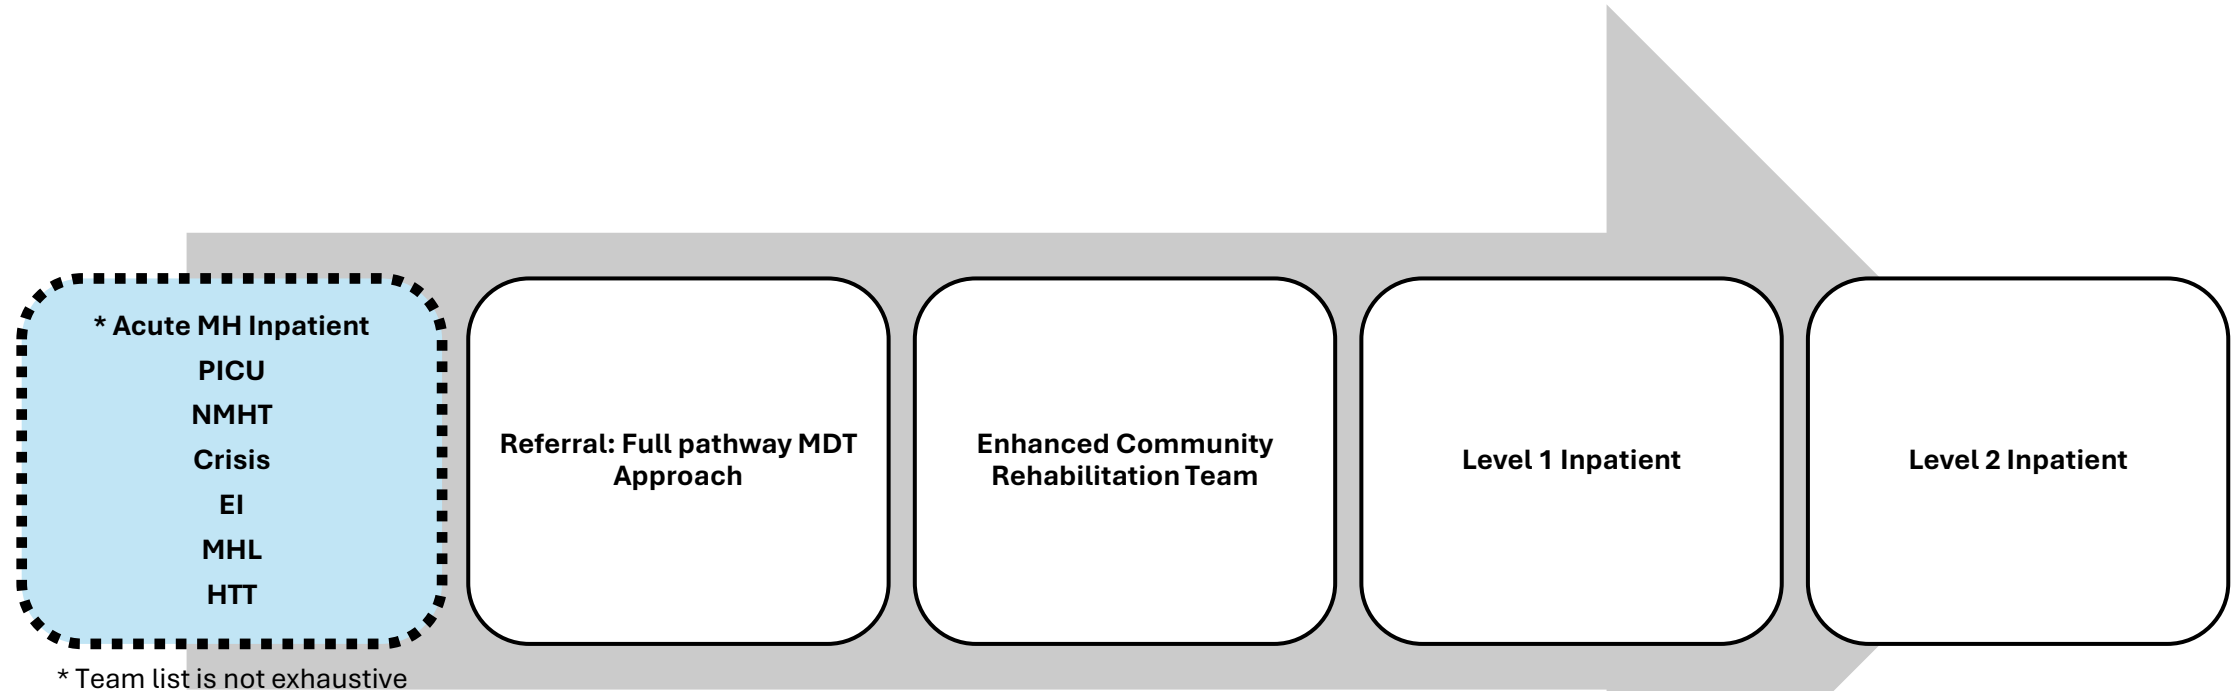 * Acute MH Inpatient
PICU
NMHT
Crisis
EI
MHL
HTT
* Team list is not exhaustive
Referral: Full pathway MDT
Approach
Enhanced Community
Rehabilitation Team
Level 1 Inpatient
Level 2 Inpatient